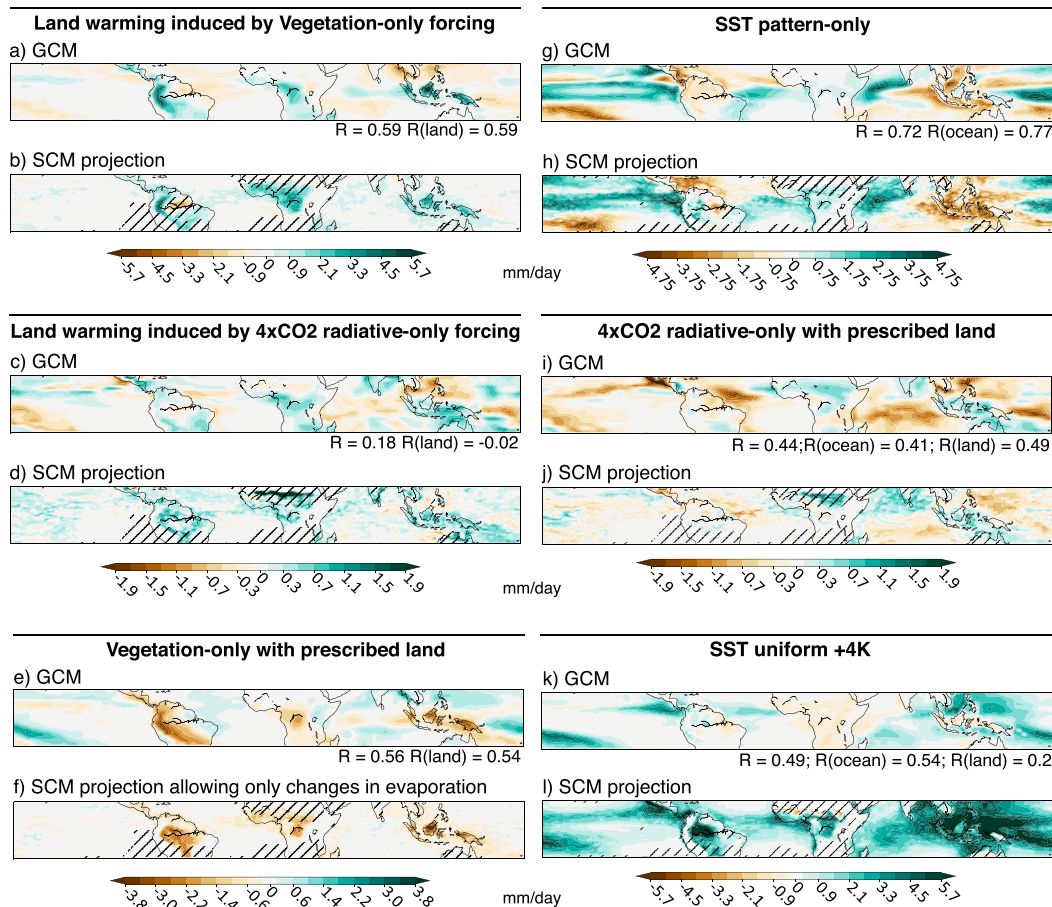 Land warming induced by Vegetation-only forcing
a) GCM
R = 0.59 R(land) = 0.59
b) SCM projection
-5.7 -4.5 -3.3 -2.1 -0.9 0 0.9 2.1 3.3 4.5 5.7
mm/day
SST pattern-only
g) GCM
R = 0.72 R(ocean) = 0.77
h) SCM projection
-4.75 -3.75 -2.75 -1.75 -0.75 0 0.75 1.75 2.75 3.75 4.75
Land warming induced by 4xCO2 radiative-only forcing
c) GCM
R = 0.18 R(land) = -0.02
d) SCM projection
-1.9 -1.5 -1.1 -0.7 -0.3 0 0.3 0.7 1.1 1.5 1.9
mm/day
4xCO2 radiative-only with prescribed land
i) GCM
R = 0.44;R(ocean) = 0.41; R(land) = 0.49
j) SCM projection
-1.9 -1.5 -1.1 -0.7 -0.3 0 0.3 0.7 1.1 1.5 1.9
Vegetation-only with prescribed land
e) GCM
R = 0.56 R(land) = 0.54
f) SCM projection allowing only changes in evaporation
-3.8 -3.0 -2.2 -1.4 -0.6 0 0.6 1.4 2.2 3.0 3.8
mm/day
SST uniform +4K
k) GCM
R = 0.49; R(ocean) = 0.54; R(land) = 0.2
l) SCM projection
-5.7 -4.5 -3.3 -2.1 -0.9 0 0.9 2.1 3.3 4.5 5.7